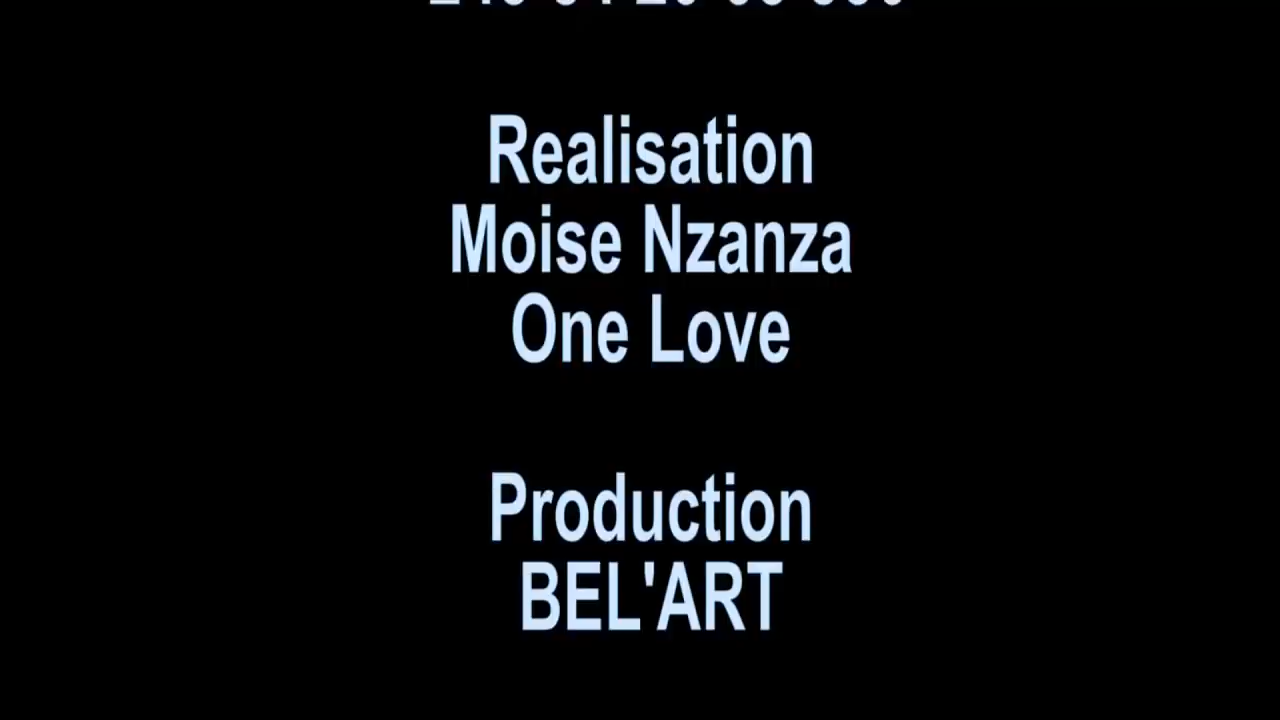 Realisation
Moise Nzanza
One Love
Production
BEL'ART